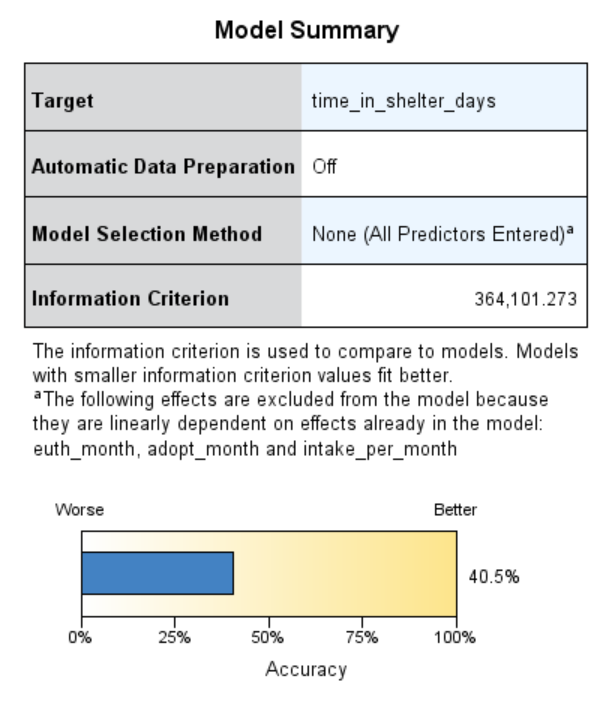 Model Summary
Target time_in_shelter_days
Automatic Data Preparation Off
Model Selection Method None (All Predictors Entered)ᵃ
Information Criterion 364,101.273
The information criterion is used to compare to models. Models
with smaller information criterion values fit better.
ᵃThe following effects are excluded from the model because
they are linearly dependent on effects already in the model:
euth_month, adopt_month and intake_per_month
Worse Better
40.5%
0% 25% 50% 75% 100%
Accuracy